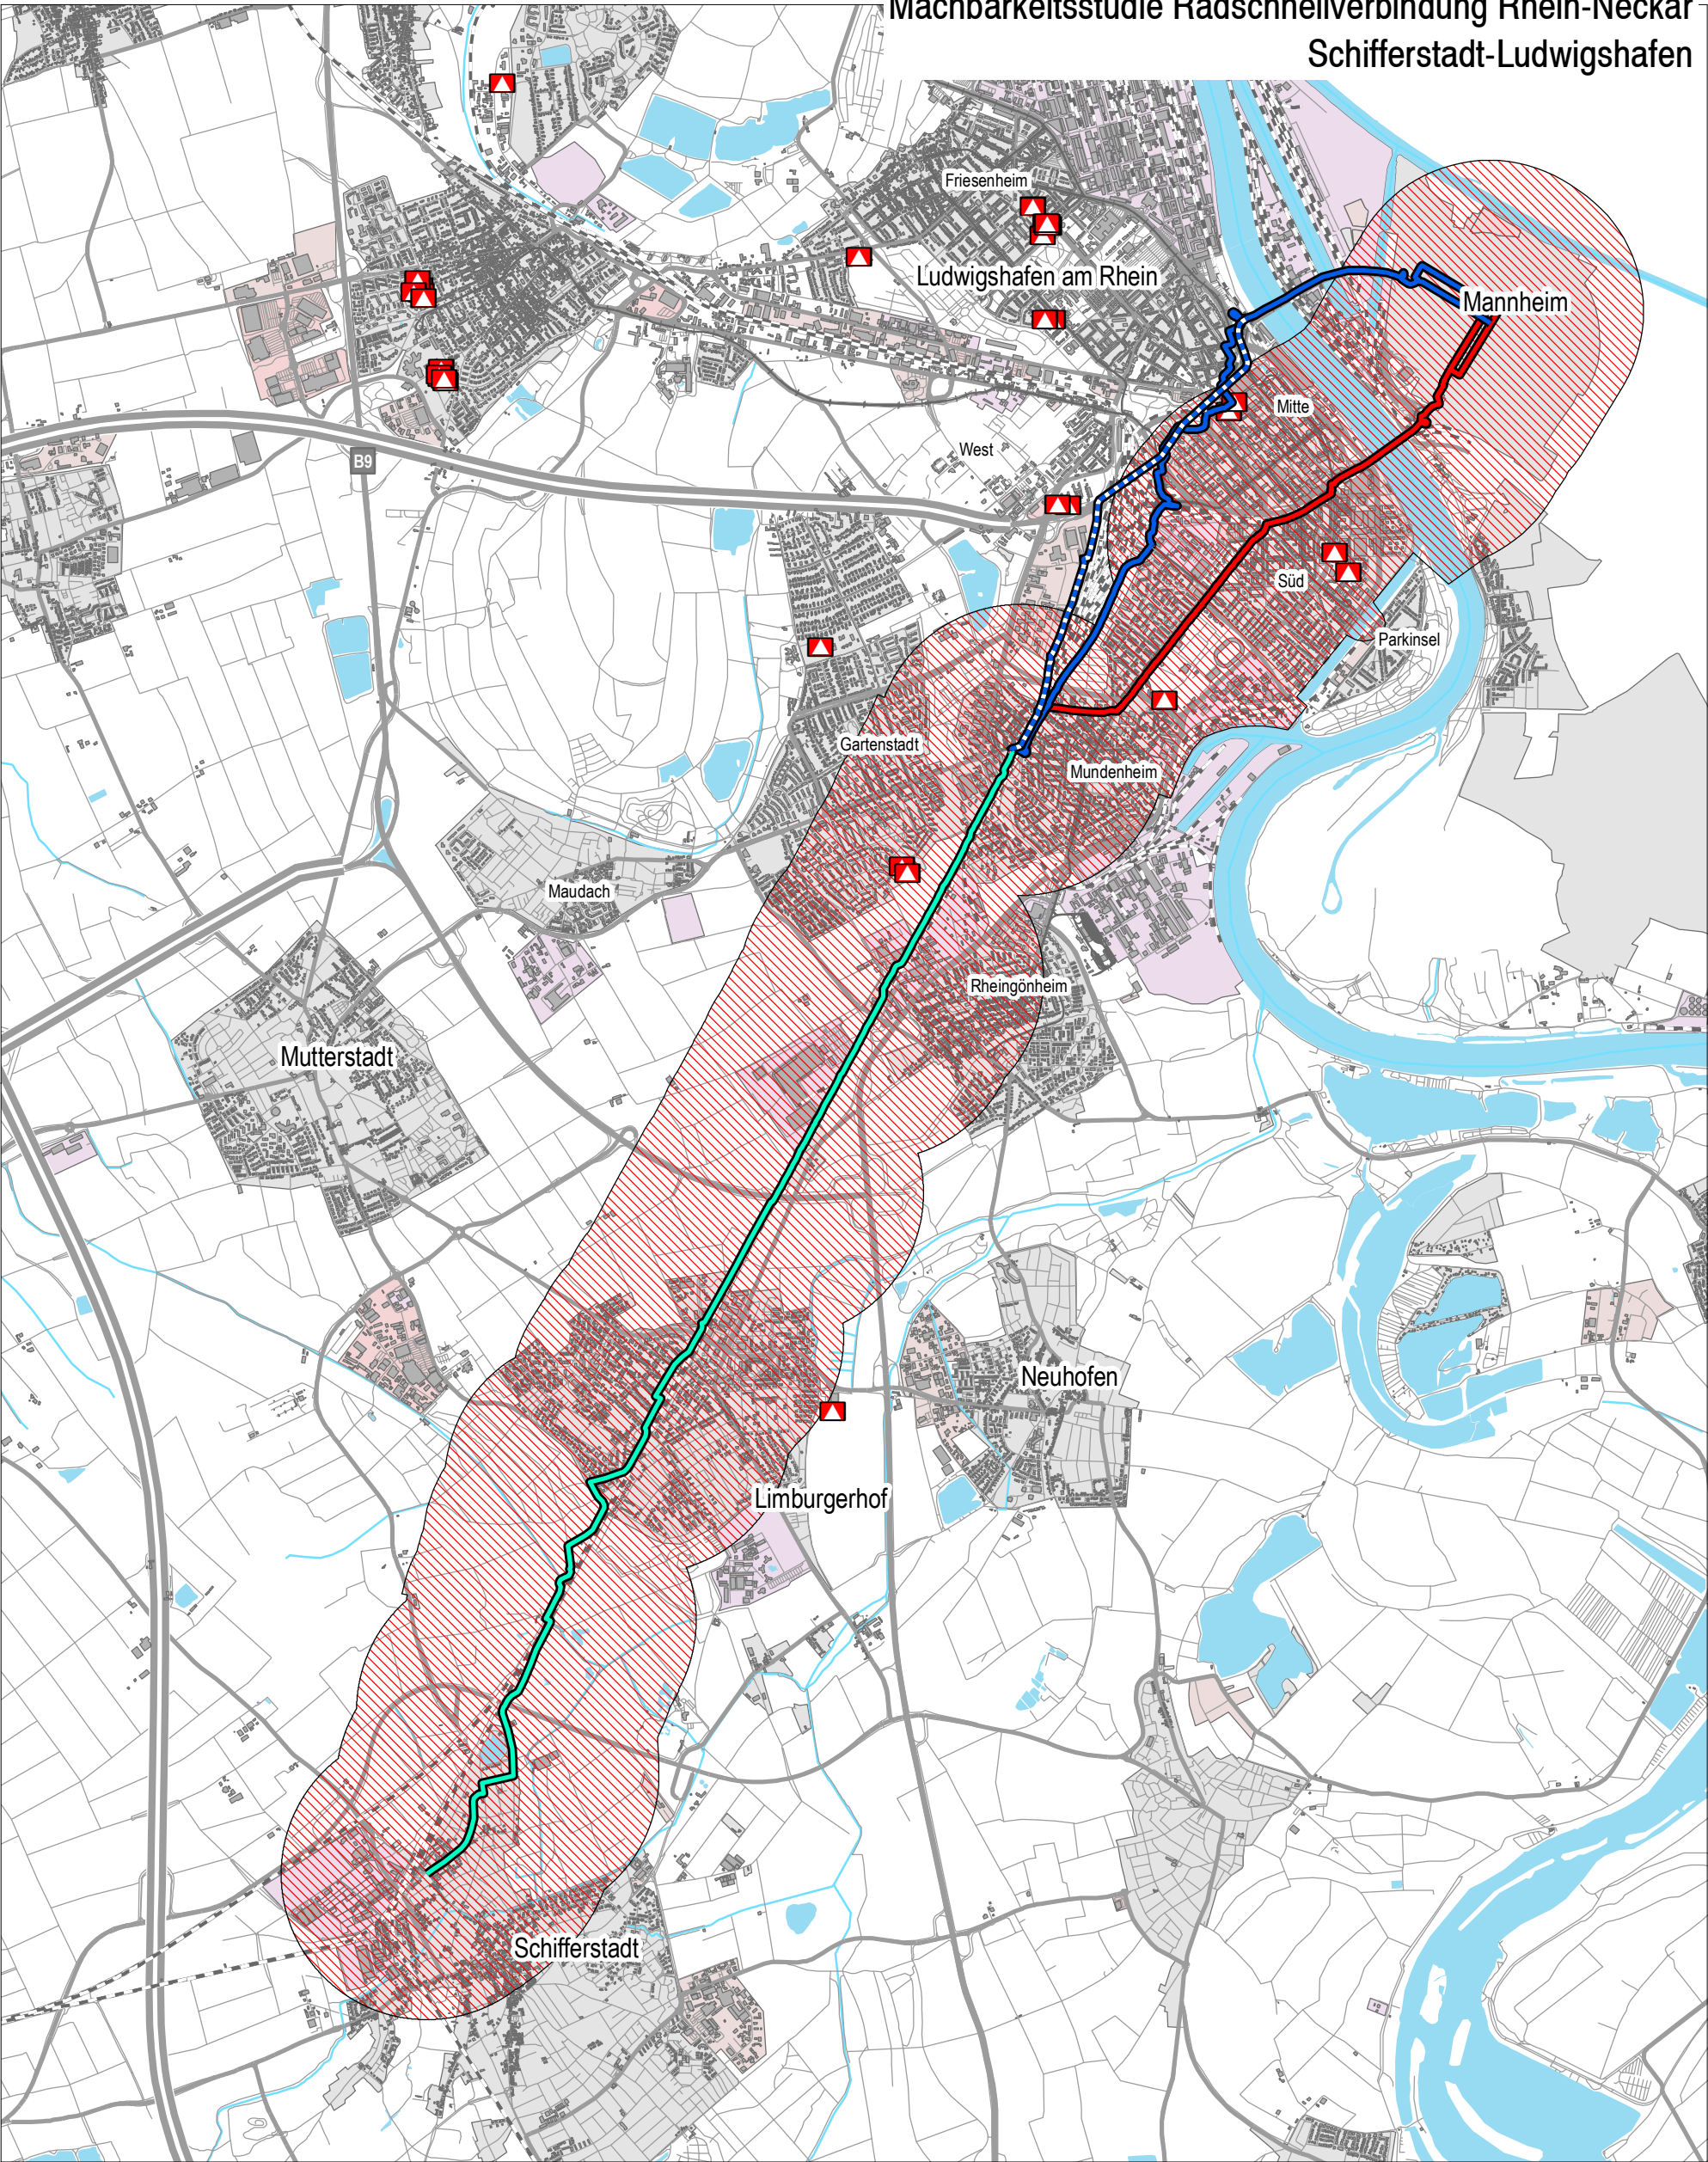 Machbarkeitsstudie Radschnellverbindung Rhein-Neckar
Schifferstadt-Ludwigshafen
Friesenheim
Ludwigshafen am Rhein
Mannheim
Mitte
West
B9
Süd
Parkinsel
Gartenstadt
Mundenheim
Maudach
Rheingönheim
Mutterstadt
Neuhofen
Limburgerhof
Schifferstadt